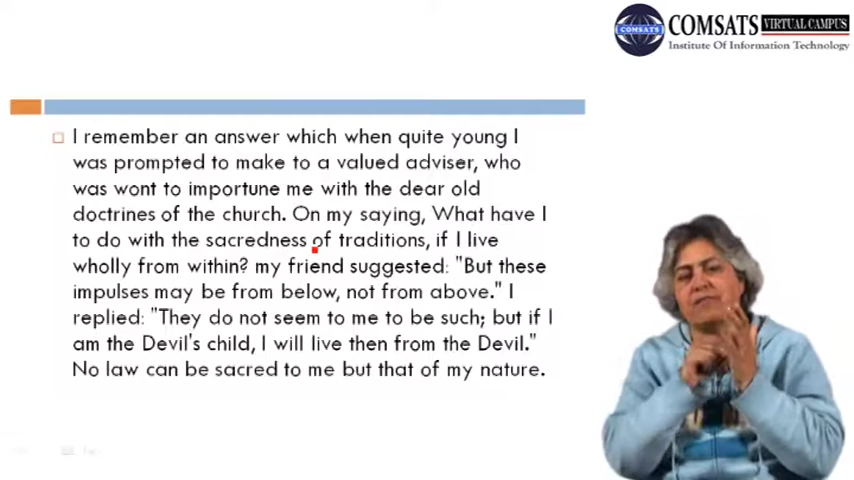 COMSATS VIRTUAL CAMPUS
COMSATS
Institute Of Information Technology
I remember an answer which when quite young I
was prompted to make to a valued adviser, who
was wont to importune me with the dear old
doctrines of the church. On my saying, What have I
to do with the sacredness of traditions, if I live
wholly from within? my friend suggested: "But these
impulses may be from below, not from above." I
replied: "They do not seem to me to be such; but if I
am the Devil's child, I will live then from the Devil."
No law can be sacred to me but that of my nature.